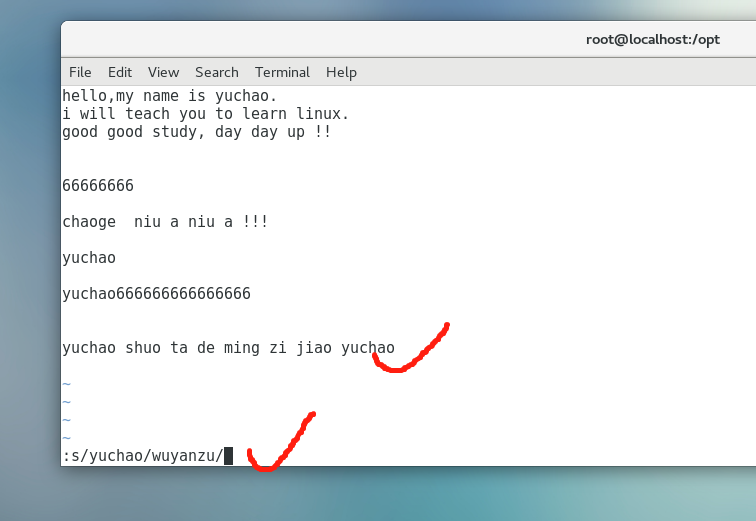 root@localhost:/opt
File Edit View Search Terminal Help
hello,my name is yuchao.
i will teach you to learn linux.
good good study, day day up !!
66666666
chaoge  niu a niu a !!!
yuchao
yuchao666666666666666
yuchao shuo ta de ming zi jiao yuchao
~
~
~
~
:s/yuchao/wuyanzu/